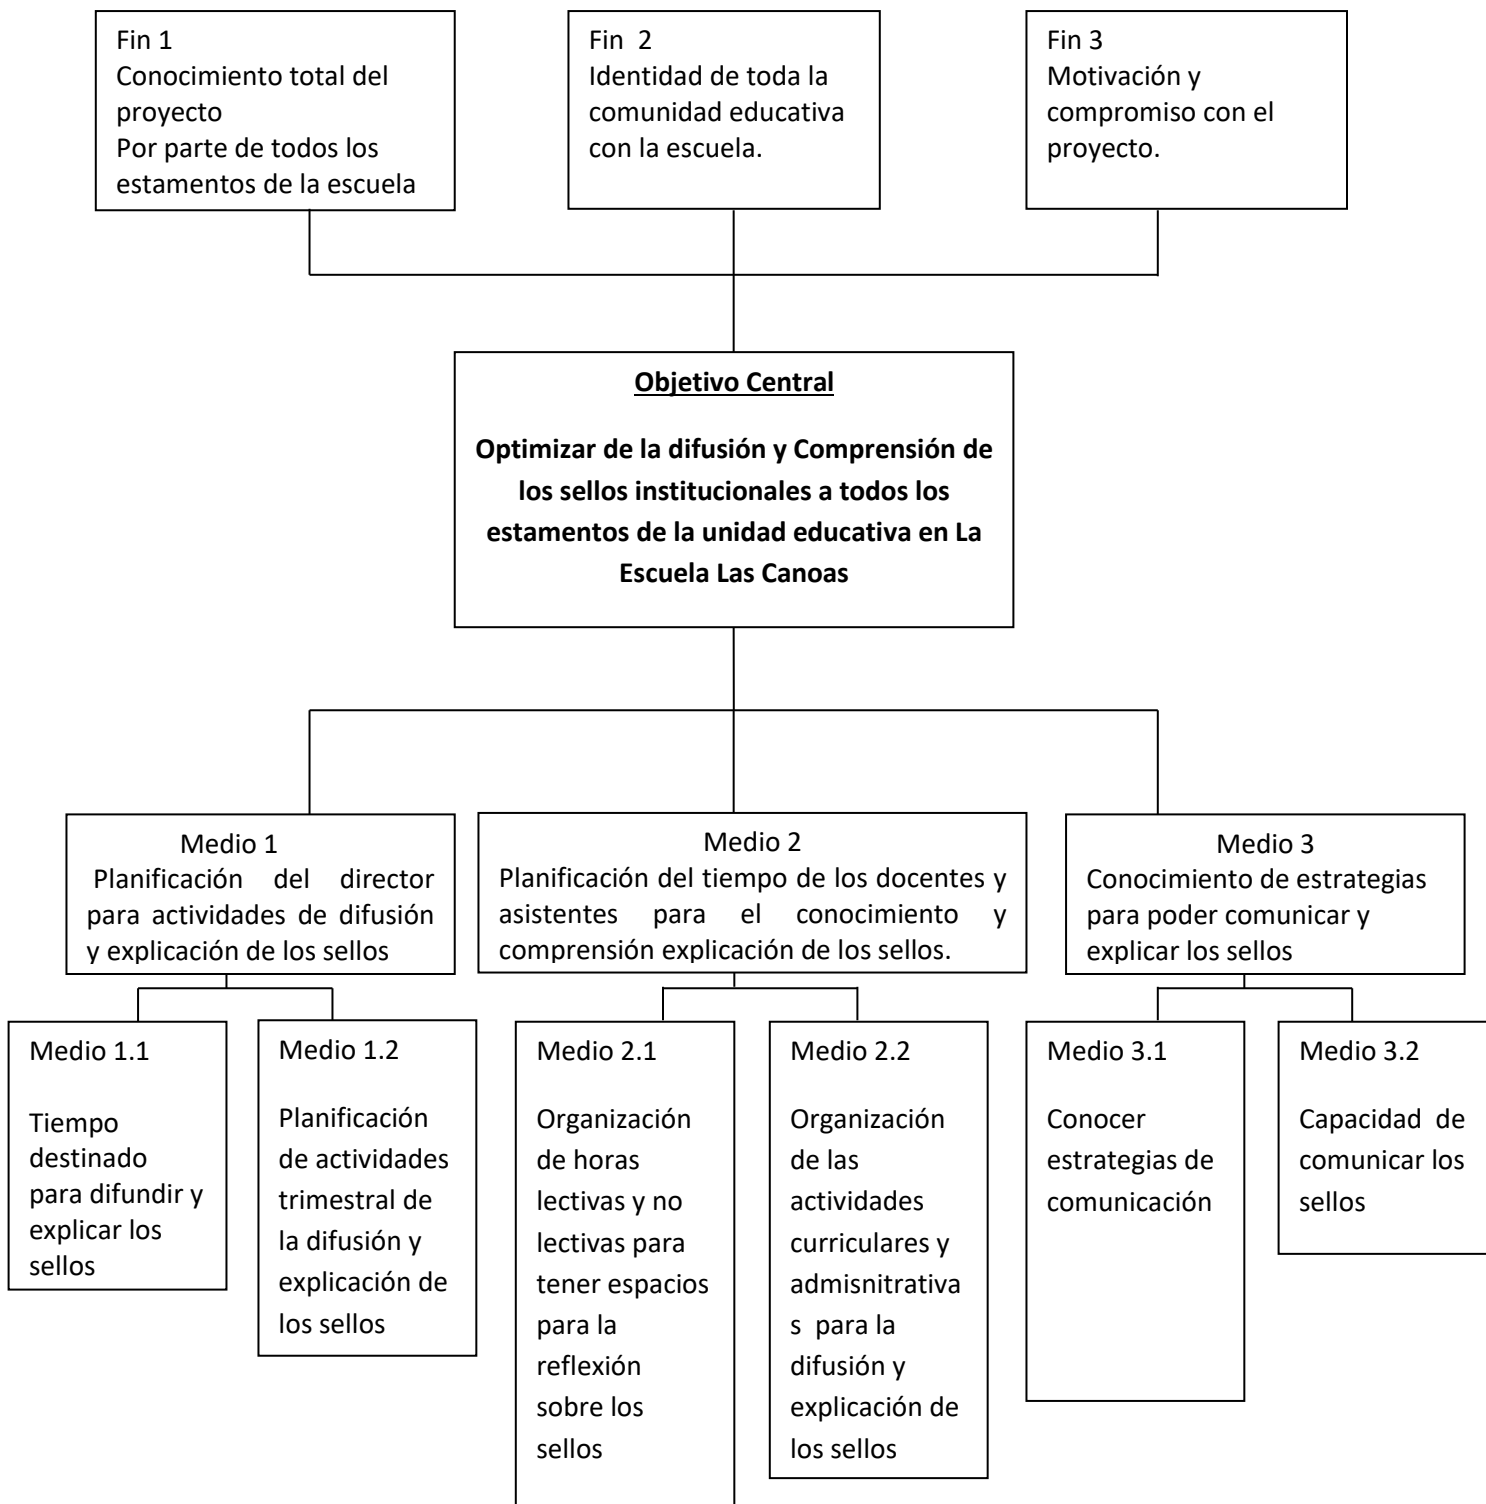 Fin 1
Conocimiento total del
proyecto
Por parte de todos los
estamentos de la escuela
Fin  2
Identidad de toda la
comunidad educativa
con la escuela.
Fin 3
Motivación y
compromiso con el
proyecto.
Objetivo Central
Optimizar de la difusión y Comprensión de
los sellos institucionales a todos los
estamentos de la unidad educativa en La
Escuela Las Canoas
Medio 1
Planificación del director
para actividades de difusión
y explicación de los sellos
Medio 2
Planificación del tiempo de los docentes y
asistentes para el conocimiento y
comprensión explicación de los sellos.
Medio 3
Conocimiento de estrategias
para poder comunicar y
explicar los sellos
Medio 1.1
Tiempo
destinado
para difundir y
explicar los
sellos
Medio 1.2
Planificación
de actividades
trimestral de
la difusión y
explicación de
los sellos
Medio 2.1
Organización
de horas
lectivas y no
lectivas para
tener espacios
para la
reflexión
sobre los
sellos
Medio 2.2
Organización
de las
actividades
curriculares y
admisnitrativa
s  para la
difusión y
explicación de
los sellos
Medio 3.1
Conocer
estrategias de
comunicación
Medio 3.2
Capacidad  de
comunicar los
sellos